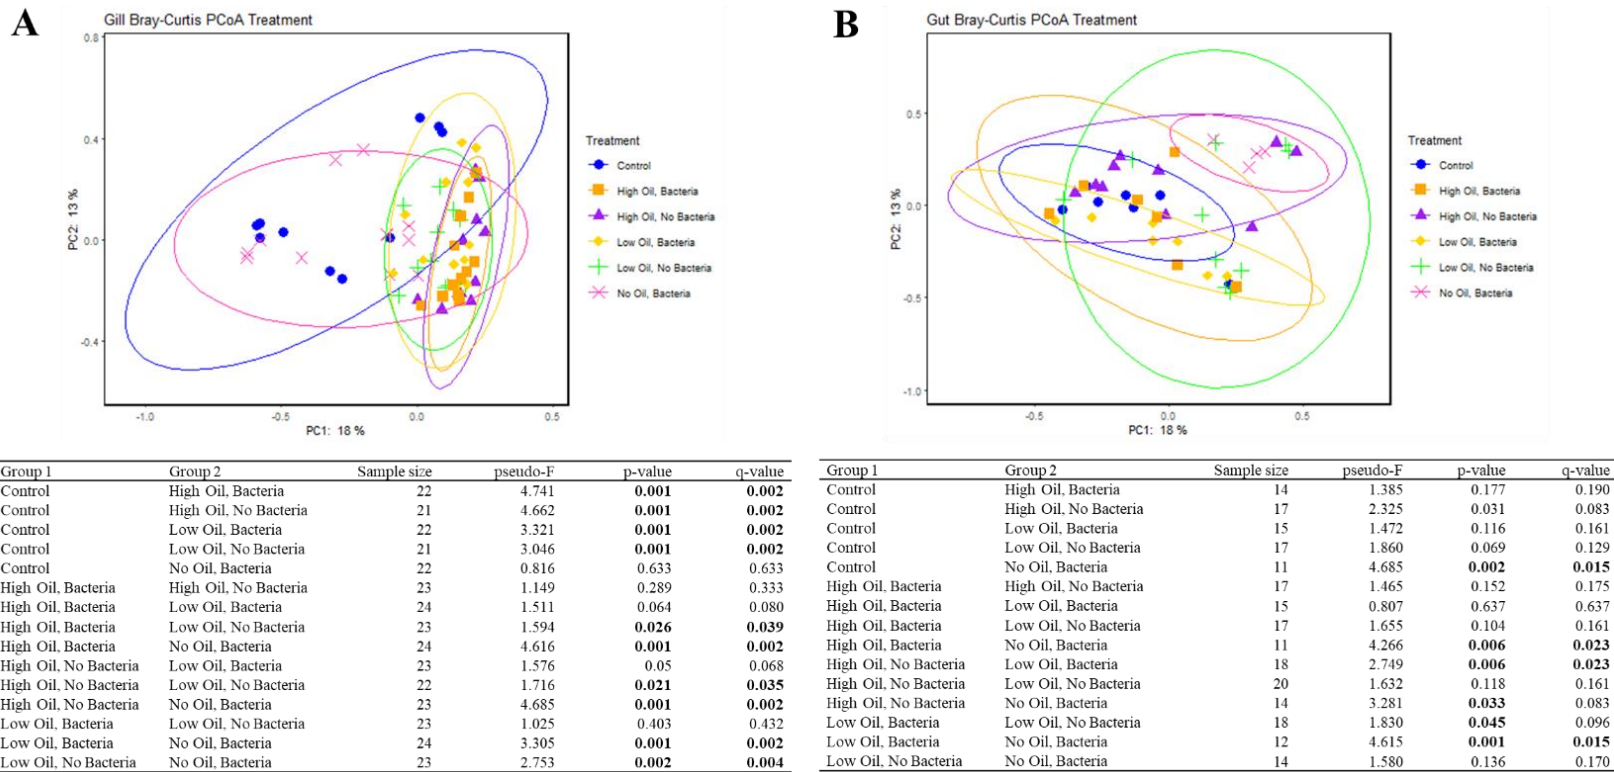 A
Gill Bray-Curtis PCoA Treatment
0.8
0.4
0.0
-0.4
PC2: 13 %
-1.0 -0.5 0.0 0.5
PC1: 18 %
Treatment
Control
High Oil, Bacteria
High Oil, No Bacteria
Low Oil, Bacteria
Low Oil, No Bacteria
No Oil, Bacteria
B
Gut Bray-Curtis PCoA Treatment
0.5
0.0
-0.5
-1.0
PC2: 13 %
-0.5 0.0 0.5
PC1: 18 %
Treatment
Control
High Oil, Bacteria
High Oil, No Bacteria
Low Oil, Bacteria
Low Oil, No Bacteria
No Oil, Bacteria
Group 1 Group 2 Sample size pseudo-F p-value q-value
Control High Oil, Bacteria 22 4.741 0.001 0.002
Control High Oil, No Bacteria 21 4.662 0.001 0.002
Control Low Oil, Bacteria 22 3.321 0.001 0.002
Control Low Oil, No Bacteria 21 3.046 0.001 0.002
Control No Oil, Bacteria 22 0.816 0.633 0.633
High Oil, Bacteria High Oil, No Bacteria 23 1.149 0.289 0.333
High Oil, Bacteria Low Oil, Bacteria 24 1.511 0.064 0.080
High Oil, Bacteria Low Oil, No Bacteria 23 1.594 0.026 0.039
High Oil, Bacteria No Oil, Bacteria 24 4.616 0.001 0.002
High Oil, No Bacteria Low Oil, Bacteria 23 1.576 0.05 0.068
High Oil, No Bacteria Low Oil, No Bacteria 22 1.716 0.021 0.035
High Oil, No Bacteria No Oil, Bacteria 23 4.685 0.001 0.002
Low Oil, Bacteria Low Oil, No Bacteria 23 1.025 0.403 0.432
Low Oil, Bacteria No Oil, Bacteria 24 3.305 0.001 0.002
Low Oil, No Bacteria No Oil, Bacteria 23 2.753 0.002 0.004
Group 1 Group 2 Sample size pseudo-F p-value q-value
Control High Oil, Bacteria 14 1.385 0.177 0.190
Control High Oil, No Bacteria 17 2.325 0.031 0.083
Control Low Oil, Bacteria 15 1.472 0.116 0.161
Control Low Oil, No Bacteria 17 1.860 0.069 0.129
Control No Oil, Bacteria 11 4.685 0.002 0.015
High Oil, Bacteria High Oil, No Bacteria 17 1.465 0.152 0.175
High Oil, Bacteria Low Oil, Bacteria 15 0.807 0.637 0.637
High Oil, Bacteria Low Oil, No Bacteria 17 1.655 0.104 0.161
High Oil, Bacteria No Oil, Bacteria 11 4.266 0.006 0.023
High Oil, No Bacteria Low Oil, Bacteria 18 2.749 0.006 0.023
High Oil, No Bacteria Low Oil, No Bacteria 20 1.632 0.118 0.161
High Oil, No Bacteria No Oil, Bacteria 14 3.281 0.033 0.083
Low Oil, Bacteria Low Oil, No Bacteria 18 1.830 0.045 0.096
Low Oil, Bacteria No Oil, Bacteria 12 4.615 0.001 0.015
Low Oil, No Bacteria No Oil, Bacteria 14 1.580 0.136 0.170